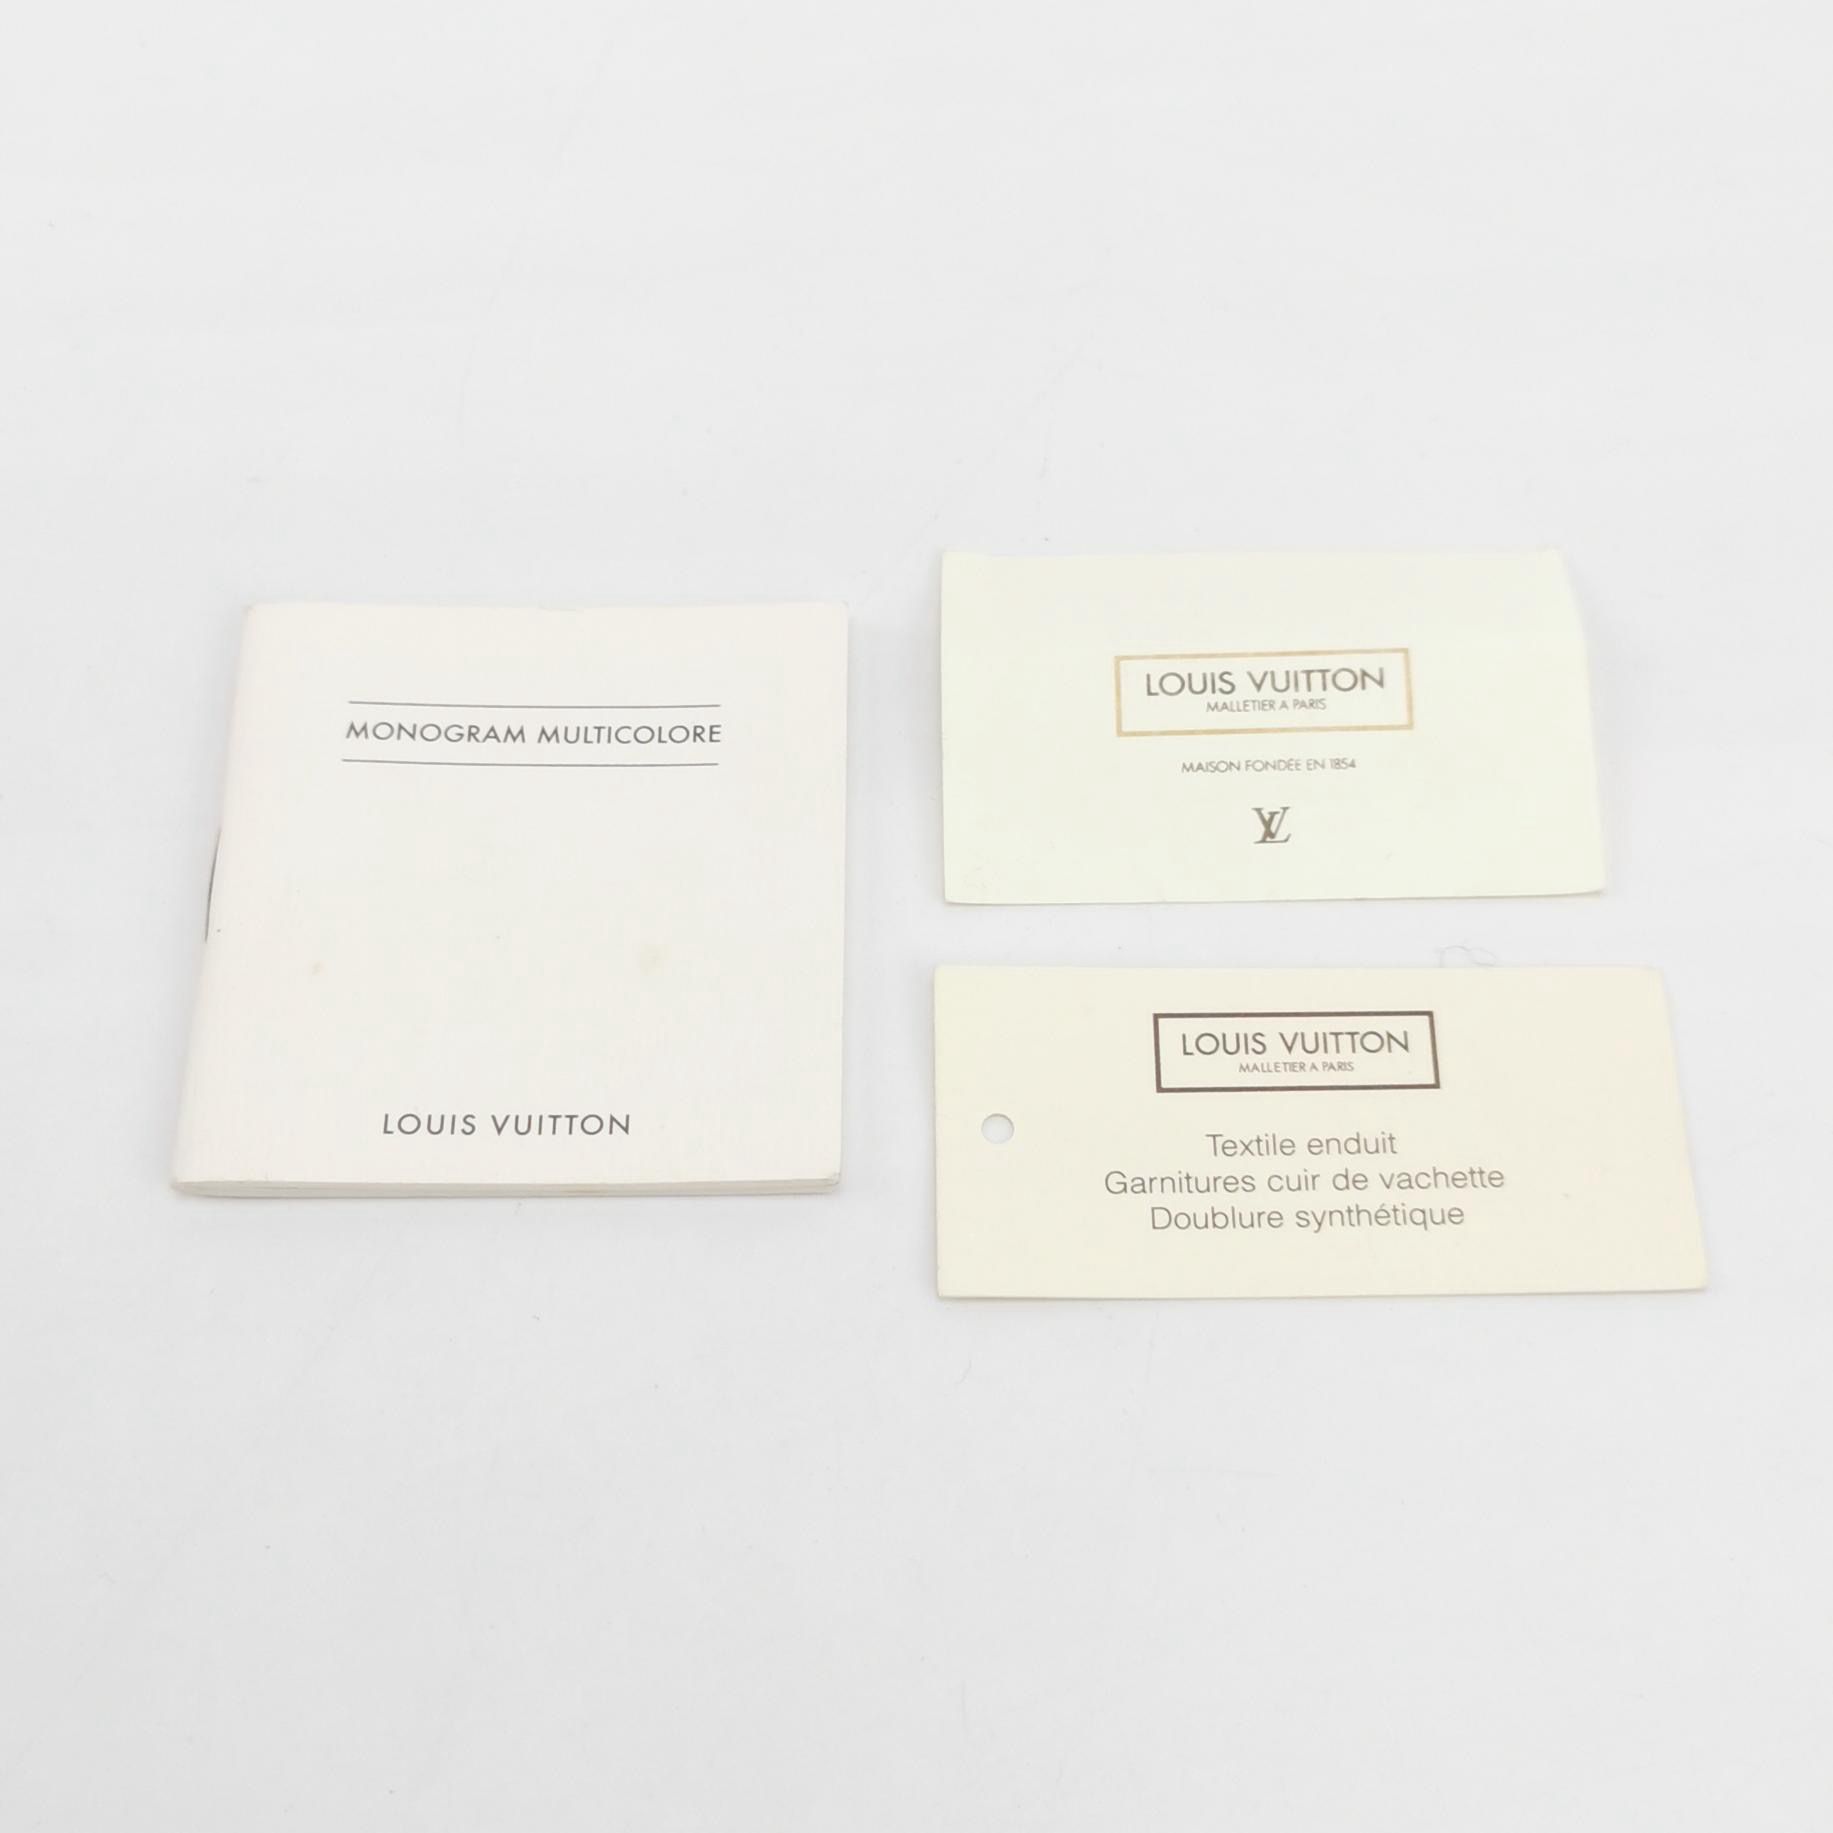 MONOGRAM MULTICOLORE
LOUIS VUITTON
LOUIS VUITTON
MALLETIER A PARIS
MAISON FONDÉE EN 1854
LV
LOUIS VUITTON
MALLETIER A PARIS
Textile enduit
Garnitures cuir de vachette
Doublure synthétique